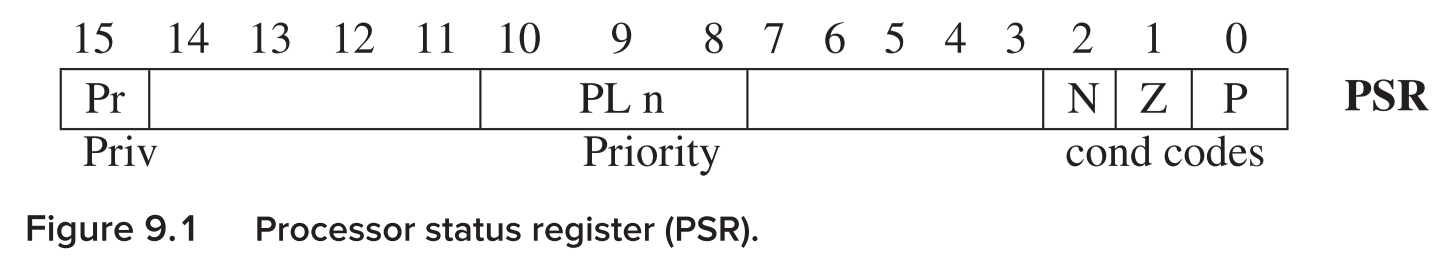 15 14 13 12 11 10 9 8 7 6 5 4 3 2 1 0
Pr PL n N Z P PSR
Priv Priority cond codes
Figure 9.1 Processor status register (PSR).